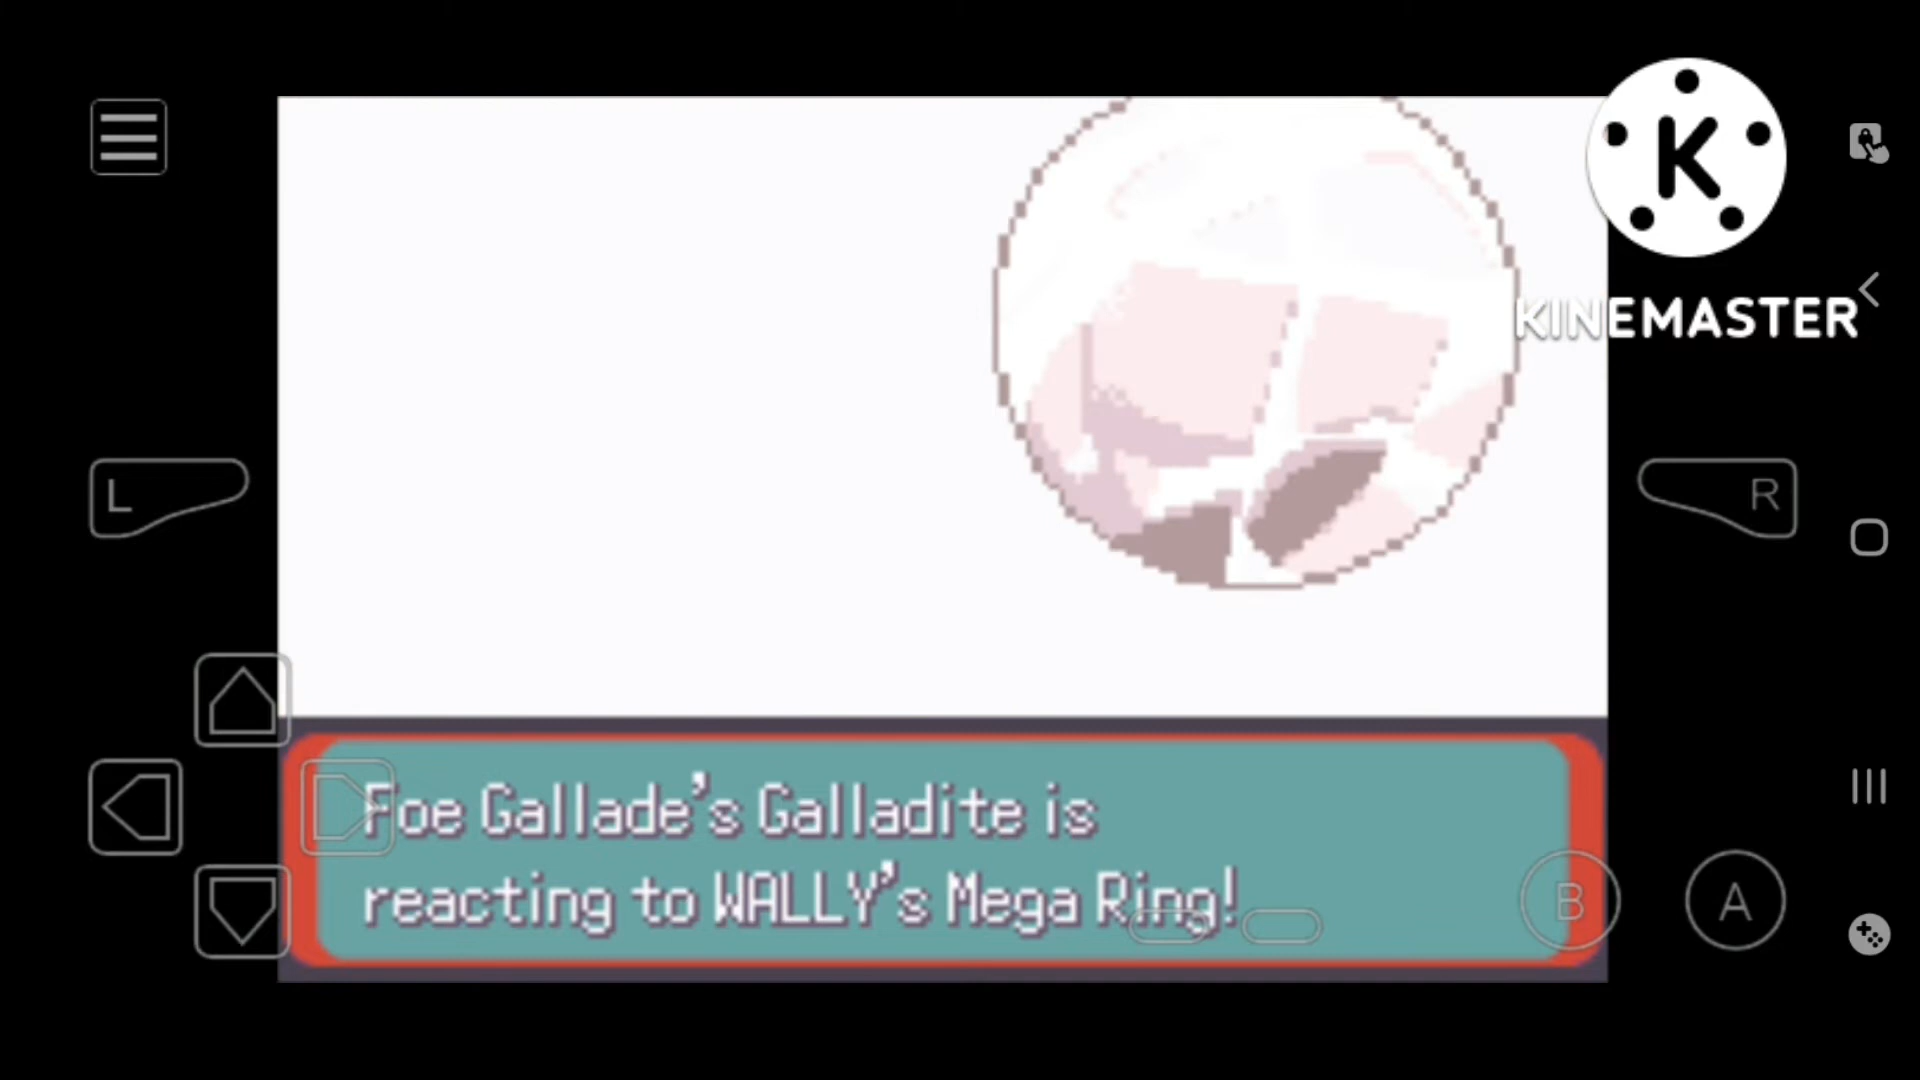 K
KINEMASTER
L
R
Foe Gallade's Galladite is
reacting to WALLY's Mega Ring!
B
A